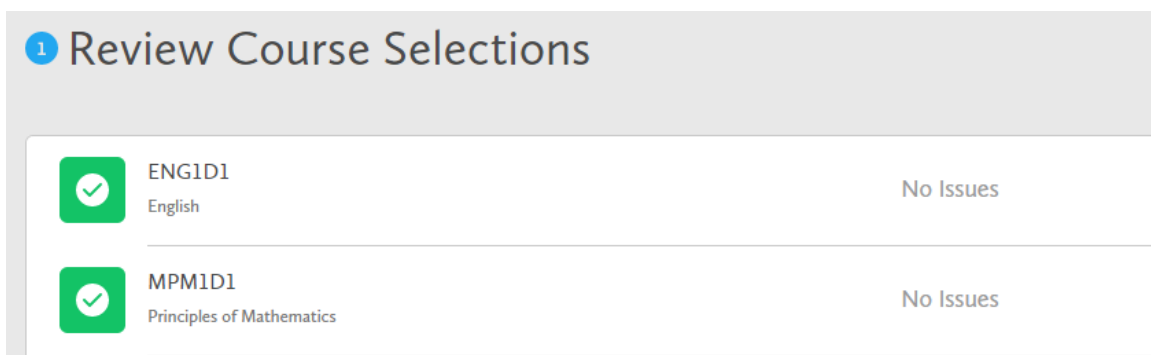 1 Review Course Selections
ENG1D1
English
No Issues
MPM1D1
Principles of Mathematics
No Issues